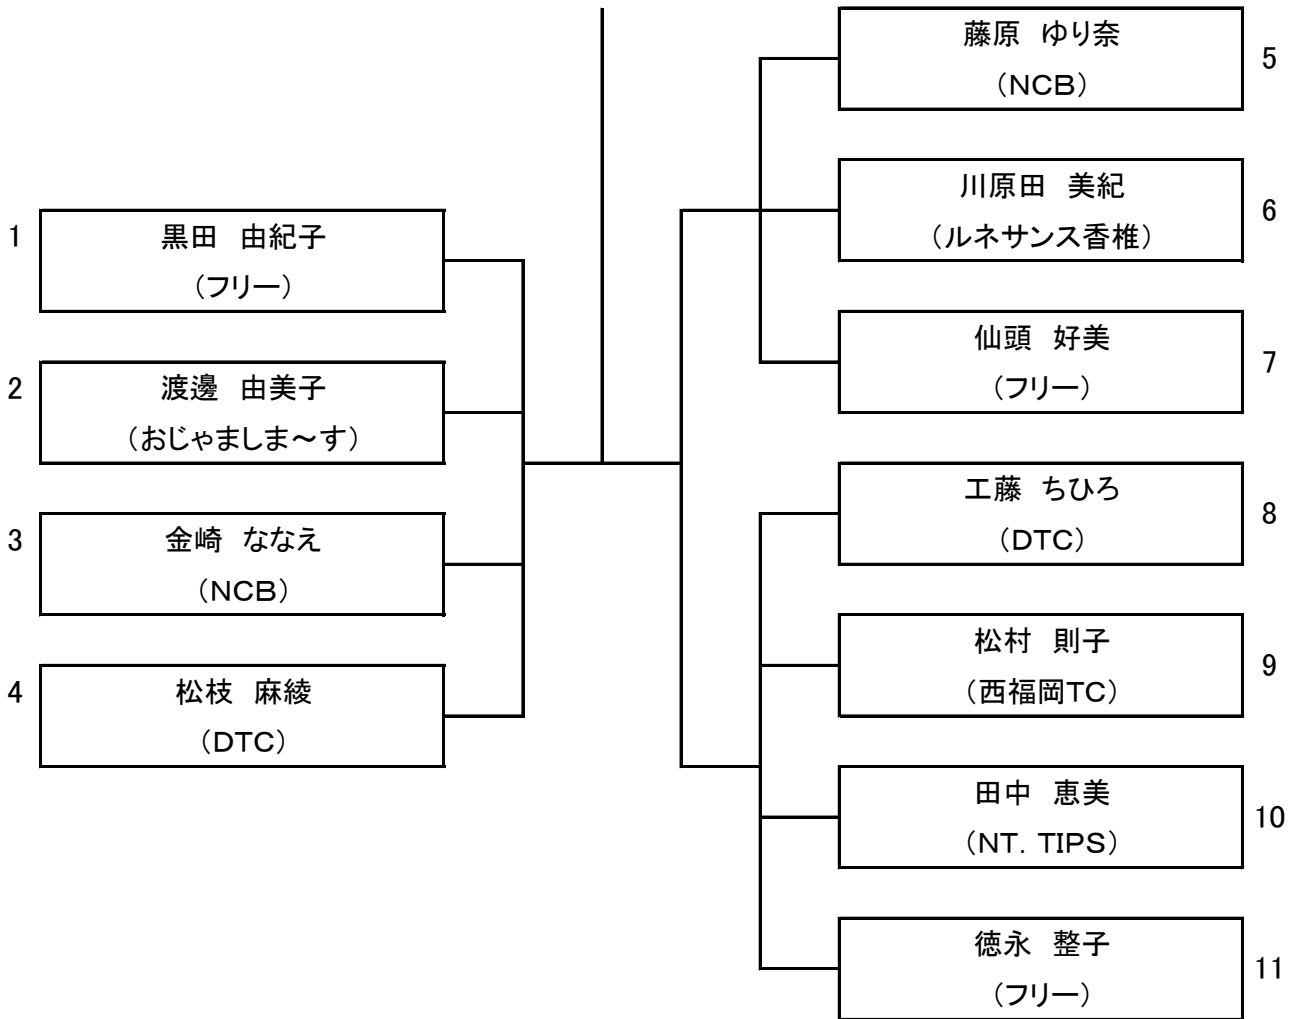 1
黒田　由紀子
（フリー）
2
渡邊　由美子
（おじゃましま～す）
3
金崎　ななえ
（NCB）
4
松枝　麻綾
（DTC）
藤原　ゆり奈
（NCB）
5
川原田　美紀
（ルネサンス香椎）
6
仙頭　好美
（フリー）
7
工藤　ちひろ
（DTC）
8
松村　則子
（西福岡TC）
9
田中　恵美
（NT．TIPS）
10
徳永　整子
（フリー）
11